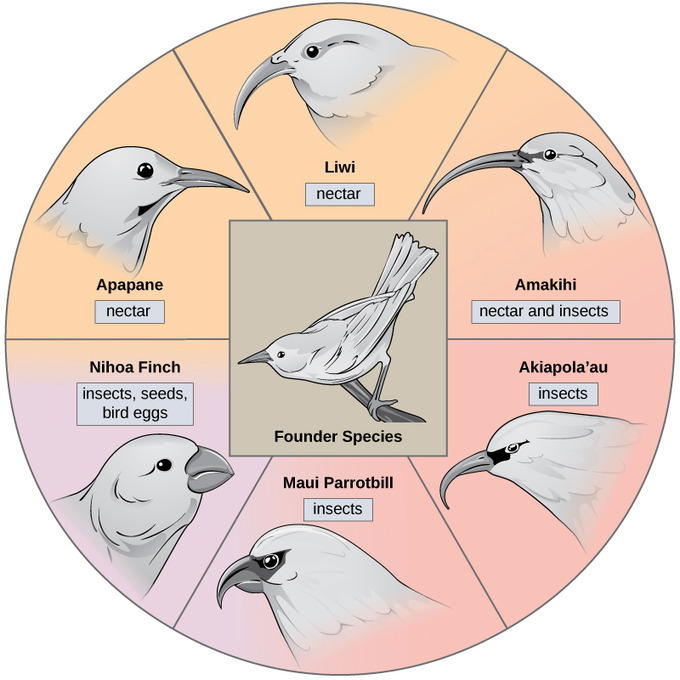 Liwi
nectar
Apapane
nectar
Amakihi
nectar and insects
Nihoa Finch
insects, seeds,
bird eggs
Akiapola’au
insects
Founder Species
Maui Parrotbill
insects